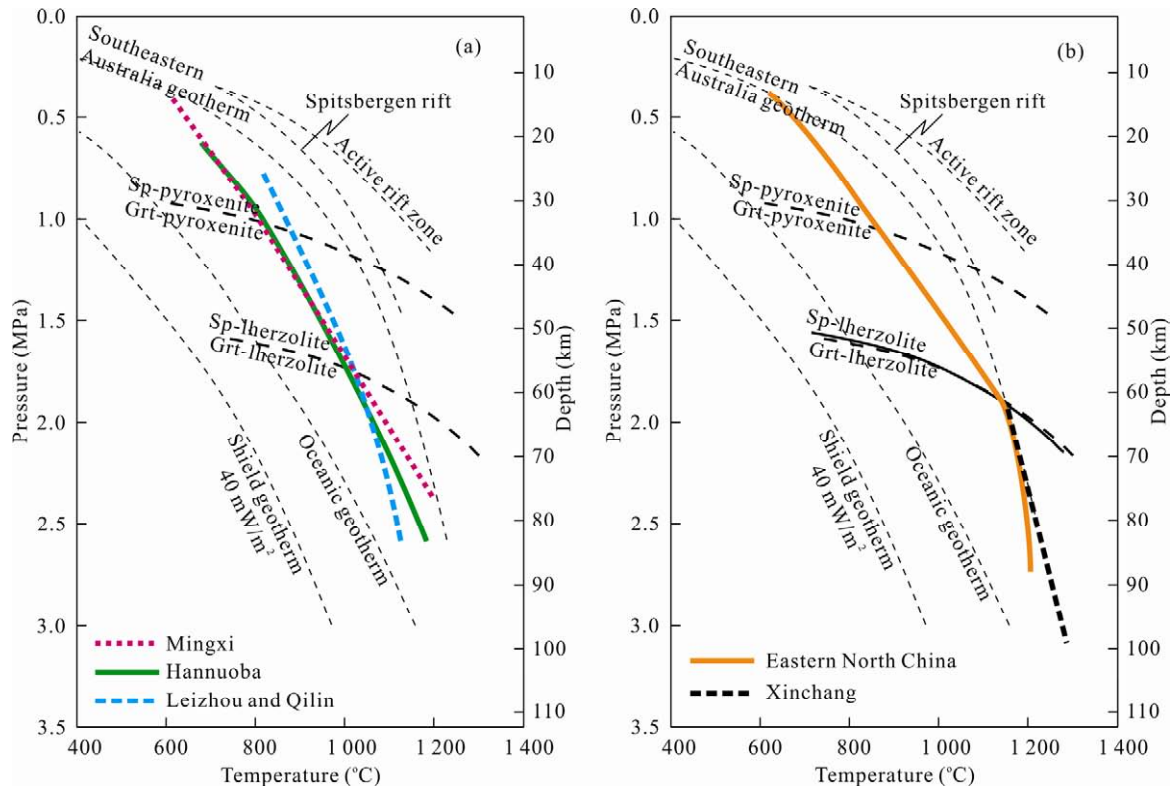 (a)
0.0
0.5
1.0
1.5
2.0
2.5
3.0
3.5
Pressure (MPa)
400
600
800
1 000
1 200
1 400
Temperature (°C)
10
20
30
40
50
60
70
80
90
100
110
Depth (km)
Southeastern
Australia geotherm
Spitsbergen rift
Active rift zone
Sp-pyroxenite
Grt-pyroxenite
Sp-lherzolite
Grt-lherzolite
Shield geotherm
40 mW/m²
Oceanic geotherm
Mingxi
Hannuoba
Leizhou and Qilin
(b)
0.0
0.5
1.0
1.5
2.0
2.5
3.0
3.5
Pressure (MPa)
400
600
800
1 000
1 200
1 400
Temperature (°C)
10
20
30
40
50
60
70
80
90
100
110
Depth (km)
Southeastern
Australia geotherm
Spitsbergen rift
Active rift zone
Sp-pyroxenite
Grt-pyroxenite
Sp-lherzolite
Grt-lherzolite
Shield geotherm
40 mW/m²
Oceanic geotherm
Eastern North China
Xinchang